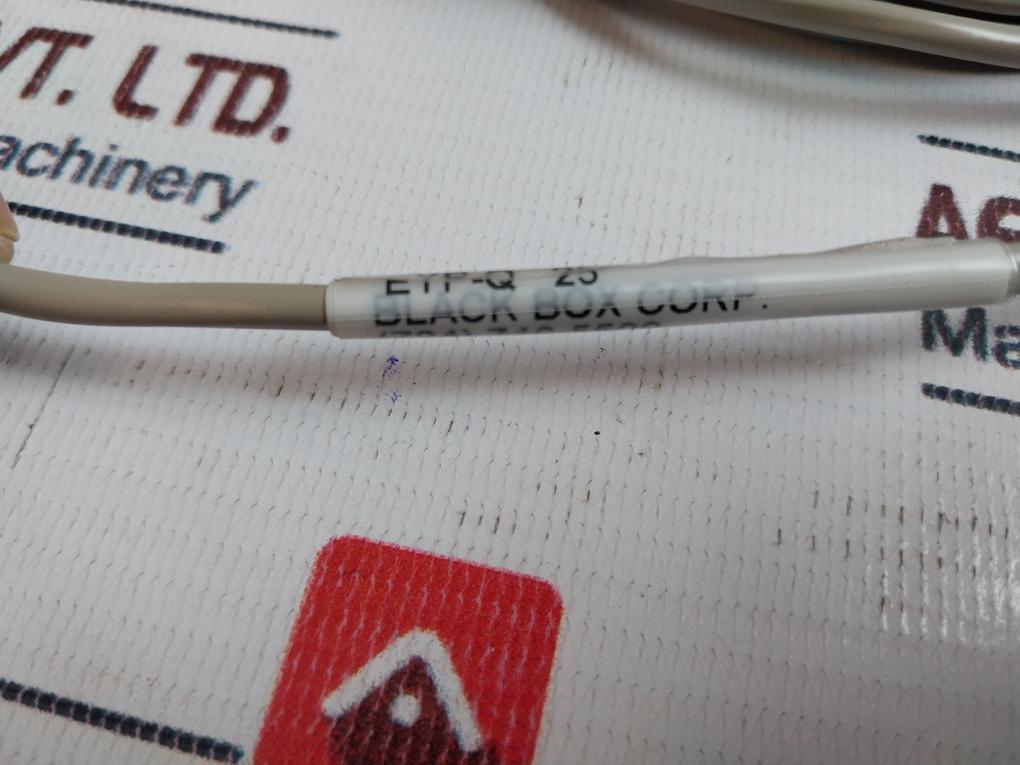 VT. LTD.
achinery
EYP-Q 25
BLACK BOX CORP.
Ma